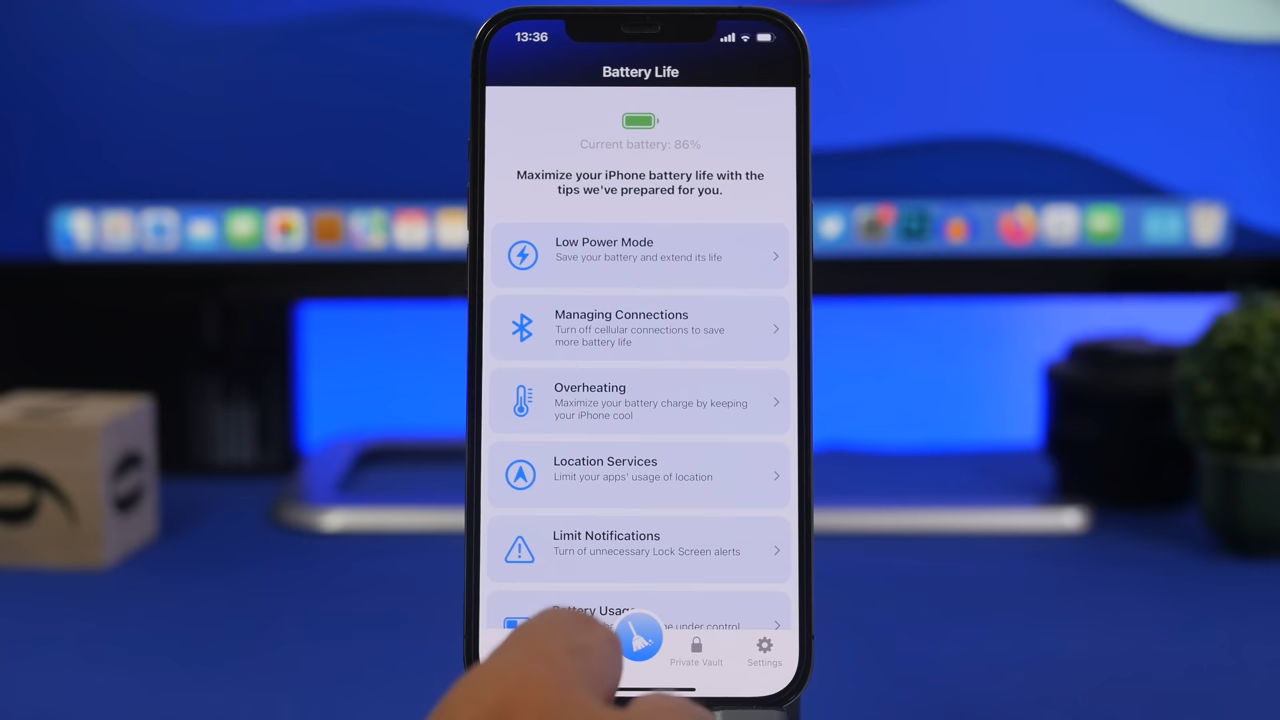 13:36
Battery Life
Current battery: 86%
Maximize your iPhone battery life with the
tips we've prepared for you.
Low Power Mode
Save your battery and extend its life
Managing Connections
Turn off cellular connections to save
more battery life
Overheating
Maximize your battery charge by keeping
your iPhone cool
Location Services
Limit your apps' usage of location
Limit Notifications
Turn of unnecessary Lock Screen alerts
Battery Usage
under control
Private Vault
Settings